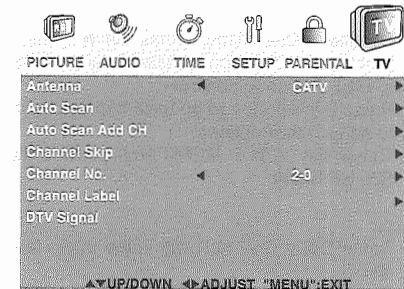 TV
PICTURE AUDIO TIME SETUP PARENTAL TV
Antenna ◀ CATV ▶
Auto Scan ▶
Auto Scan Add CH ▶
Channel Skip ▶
Channel No. ◀ 2-0 ▶
Channel Label ▶
DTV Signal
▲▼UP/DOWN ◀▶ADJUST "MENU":EXIT